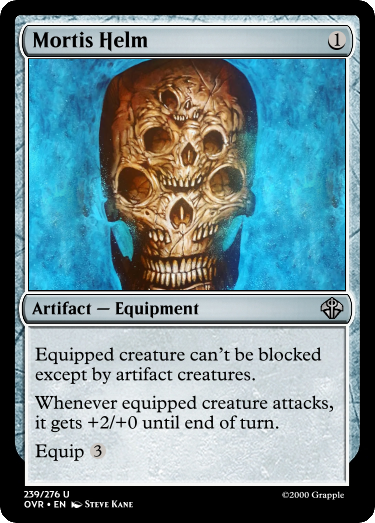 Mortis Helm 1
Artifact — Equipment
Equipped creature can't be blocked
except by artifact creatures.
Whenever equipped creature attacks,
it gets +2/+0 until end of turn.
Equip 3
239/276 U
OVR • EN Steve Kane
©2000 Grapple